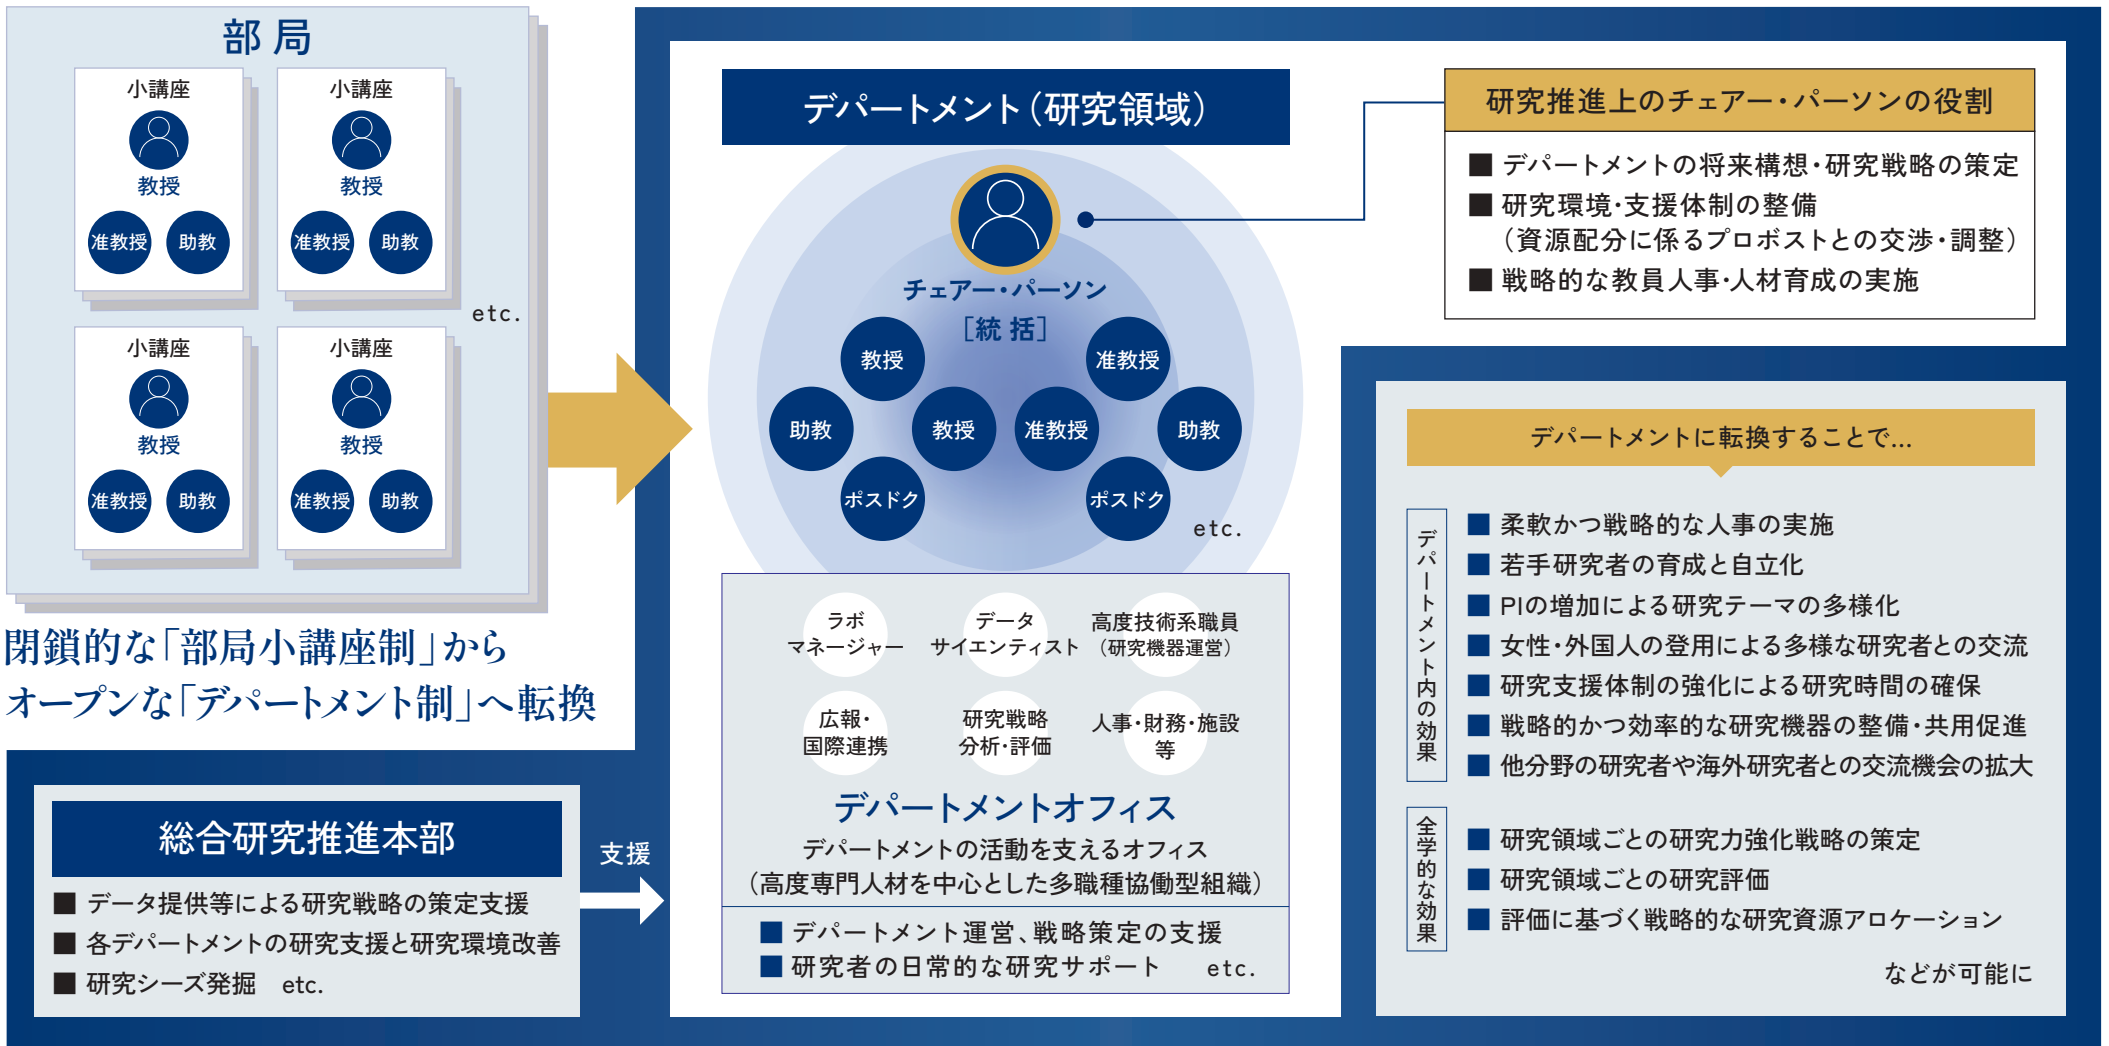 部局
小講座
教授
准教授 助教
小講座
教授
准教授 助教
小講座
教授
准教授 助教
小講座
教授
准教授 助教
etc.
閉鎖的な「部局小講座制」から
オープンな「デパートメント制」へ転換
総合研究推進本部
■ データ提供等による研究戦略の策定支援
■ 各デパートメントの研究支援と研究環境改善
■ 研究シーズ発掘 etc.
支援
デパートメント（研究領域）
チェアー・パーソン
［統括］
教授 准教授
助教 教授 准教授 助教
ポスドク ポスドク
etc.
ラボ
マネージャー
データ
サイエンティスト
高度技術系職員
（研究機器運営）
広報・
国際連携
研究戦略
分析・評価
人事・財務・施設
等
デパートメントオフィス
デパートメントの活動を支えるオフィス
（高度専門人材を中心とした多職種協働型組織）
■ デパートメント運営、戦略策定の支援
■ 研究者の日常的な研究サポート etc.
研究推進上のチェアー・パーソンの役割
■ デパートメントの将来構想・研究戦略の策定
■ 研究環境・支援体制の整備
（資源配分に係るプロボストとの交渉・調整）
■ 戦略的な教員人事・人材育成の実施
デパートメントに転換することで...
デパートメント内の効果
■ 柔軟かつ戦略的な人事の実施
■ 若手研究者の育成と自立化
■ PIの増加による研究テーマの多様化
■ 女性・外国人の登用による多様な研究者との交流
■ 研究支援体制の強化による研究時間の確保
■ 戦略的かつ効率的な研究機器の整備・共用促進
■ 他分野の研究者や海外研究者との交流機会の拡大
全学的な効果
■ 研究領域ごとの研究力強化戦略の策定
■ 研究領域ごとの研究評価
■ 評価に基づく戦略的な研究資源アロケーション
などが可能に